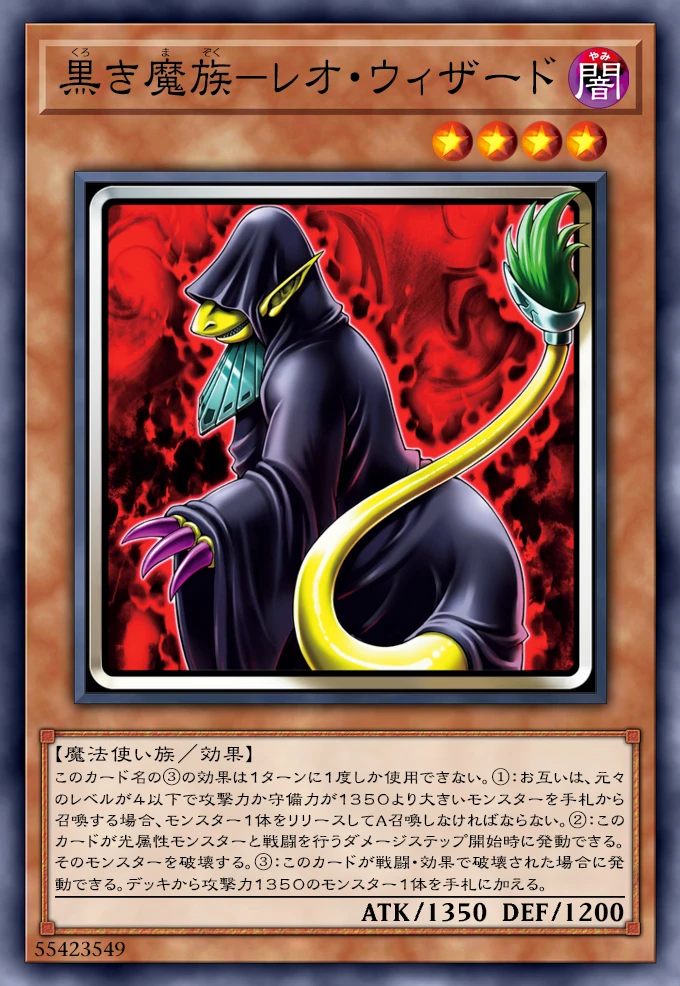 くろ ま ぞく
黒き魔族－レオ・ウィザード
やみ
闇
【魔法使い族／効果】
このカード名の③の効果は１ターンに１度しか使用できない。①：お互いは、元々
のレベルが４以下で攻撃力か守備力が１３５０より大きいモンスターを手札から
召喚する場合、モンスター１体をリリースしてＡ召喚しなければならない。②：この
カードが光属性モンスターと戦闘を行うダメージステップ開始時に発動できる。
そのモンスターを破壊する。③：このカードが戦闘・効果で破壊された場合に発
動できる。デッキから攻撃力１３５０のモンスター１体を手札に加える。
ATK/1350 DEF/1200
55423549